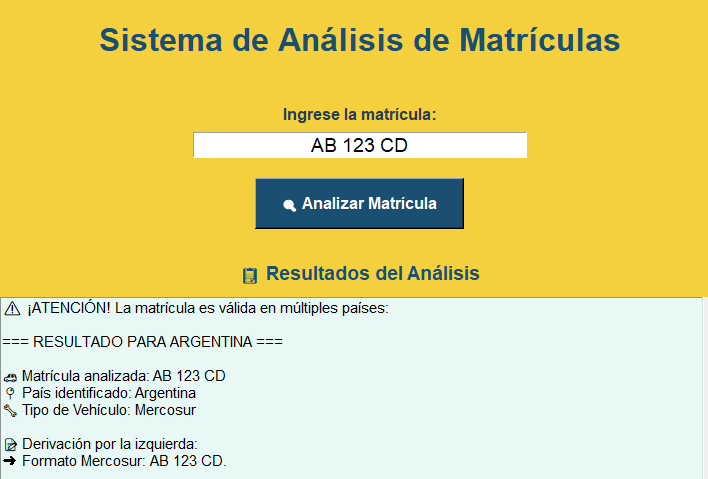 Sistema de Análisis de Matrículas
Ingrese la matrícula:
AB 123 CD
Analizar Matrícula
Resultados del Análisis
¡ATENCIÓN! La matrícula es válida en múltiples países:
=== RESULTADO PARA ARGENTINA ===
Matrícula analizada: AB 123 CD
País identificado: Argentina
Tipo de Vehículo: Mercosur
Derivación por la izquierda:
➜ Formato Mercosur: AB 123 CD.